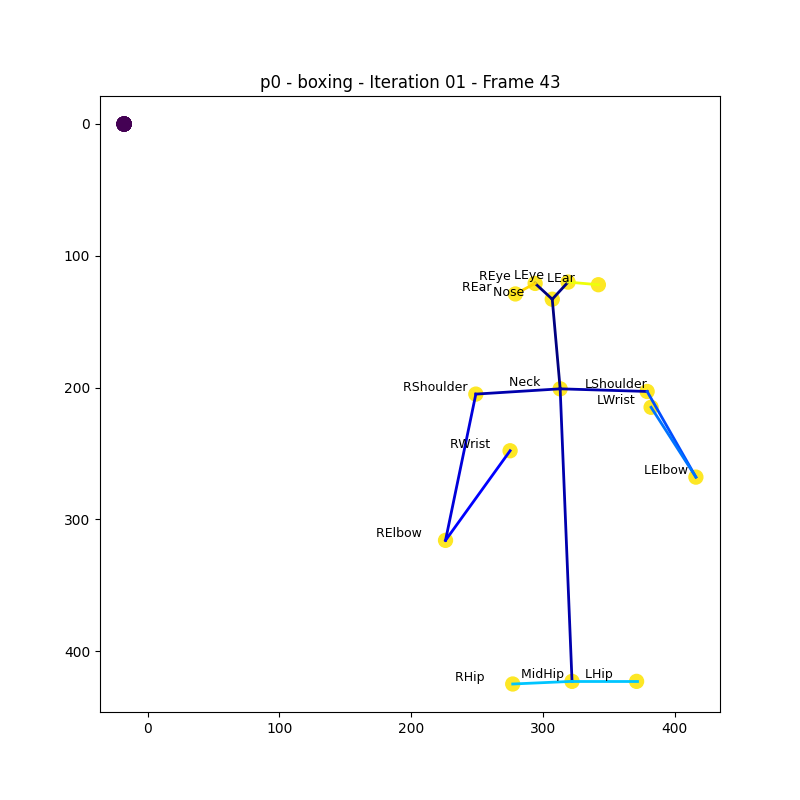 p0 - boxing - Iteration 01 - Frame 43
0
100
REye LEye LEar
REar Nose
200
RShoulder Neck LShoulder
LWrist
RWrist
LElbow
300
RElbow
400
RHip MidHip LHip
0 100 200 300 400